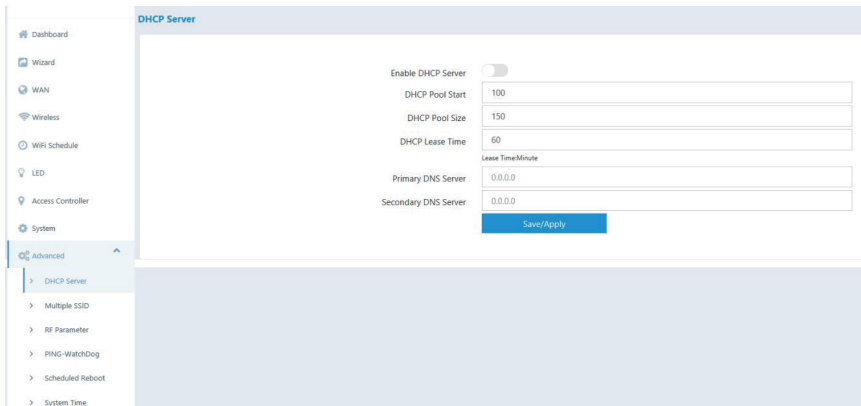 DHCP Server
Dashboard
Wizard
WAN
Wireless
WiFi Schedule
LED
Access Controller
System
Advanced
DHCP Server
Multiple SSID
RF Parameter
PING-WatchDog
Scheduled Reboot
System Time
Enable DHCP Server
DHCP Pool Start 100
DHCP Pool Size 150
DHCP Lease Time 60
Lease Time:Minute
Primary DNS Server 0.0.0.0
Secondary DNS Server 0.0.0.0
Save/Apply